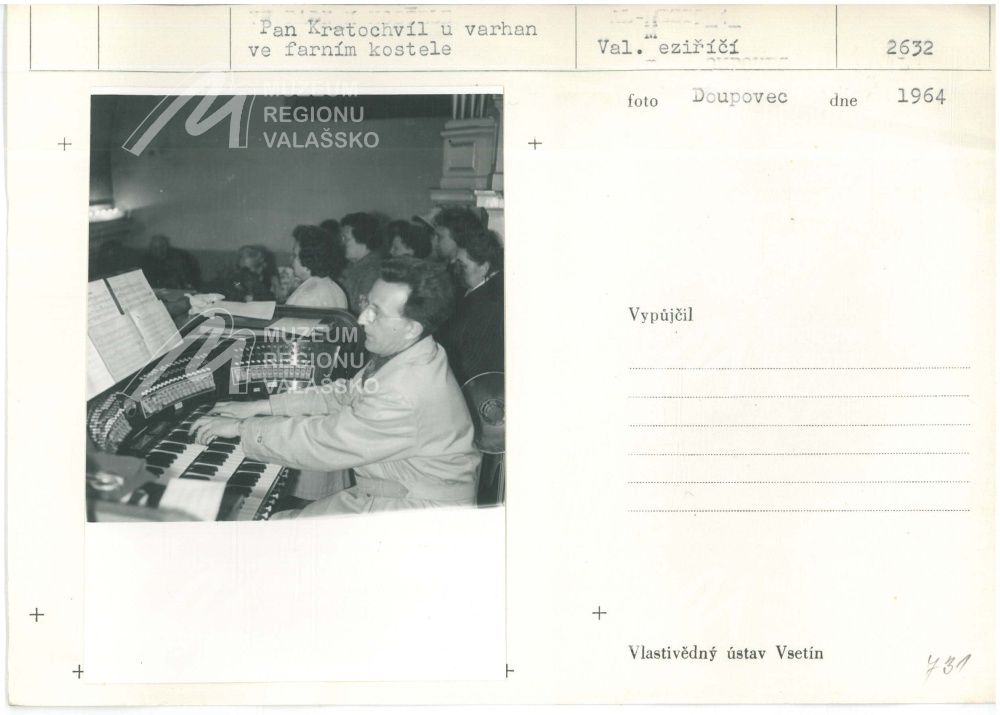 Pan Kratochvíl u varhan
ve farním kostele
Val. Meziříčí
2632
foto Doupovec dne 1964
MUZEUM
REGIONU
VALAŠSKO
MUZEUM
REGIONU
VALAŠSKO
Vypůjčil
Vlastivědný ústav Vsetín
731